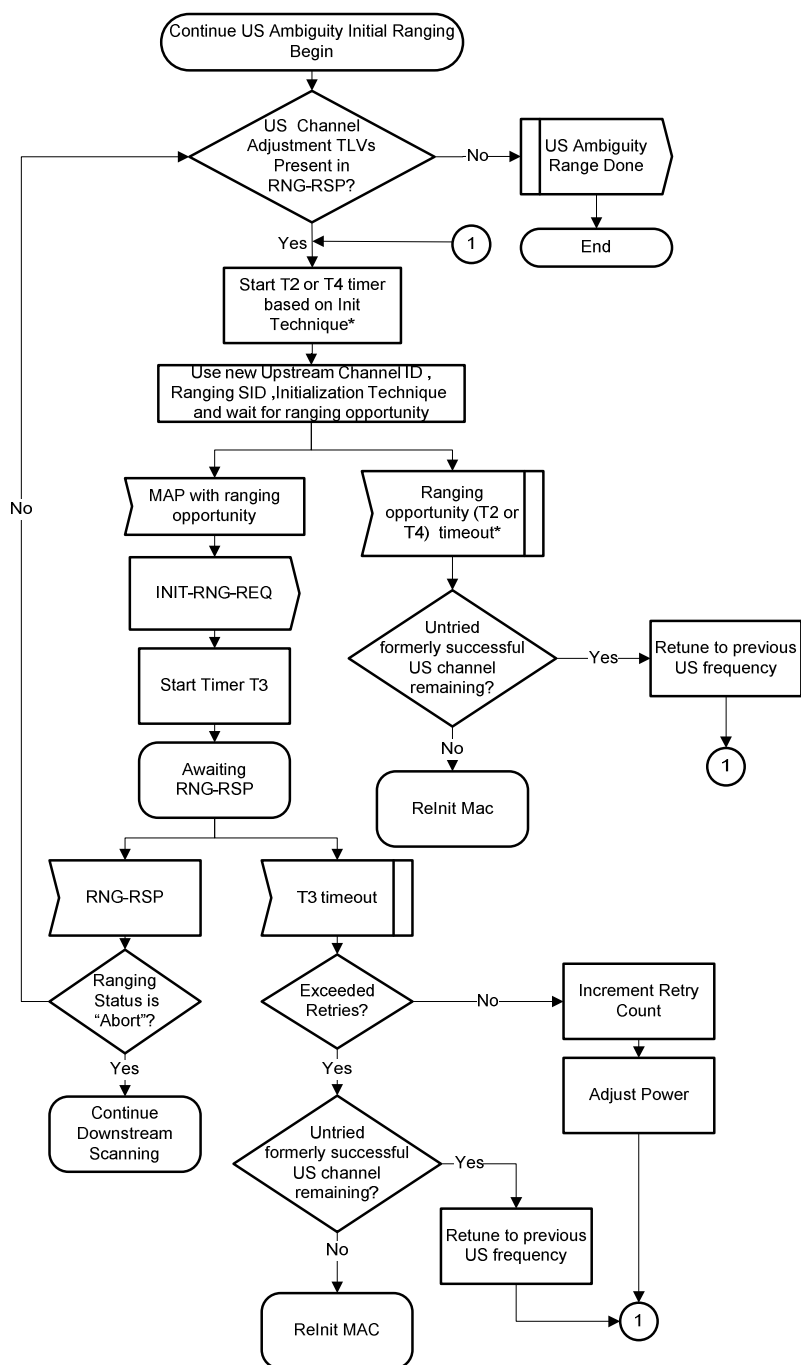 Continue US Ambiguity Initial Ranging
Begin
US Channel
Adjustment TLVs
Present in
RNG-RSP?
No
US Ambiguity
Range Done
End
Yes
1
Start T2 or T4 timer
based on Init
Technique*
Use new Upstream Channel ID ,
Ranging SID ,Initialization Technique
and wait for ranging opportunity
No
MAP with ranging
opportunity
Ranging
opportunity (T2 or
T4) timeout*
INIT-RNG-REQ
Untried
formerly successful
US channel
remaining?
Yes
Retune to previous
US frequency
Start Timer T3
No
1
Awaiting
RNG-RSP
ReInit Mac
RNG-RSP
T3 timeout
Ranging
Status is
“Abort”?
Exceeded
Retries?
No
Increment Retry
Count
Yes
Yes
Adjust Power
Continue
Downstream
Scanning
Untried
formerly successful
US channel
remaining?
Yes
Retune to previous
US frequency
No
ReInit MAC
1